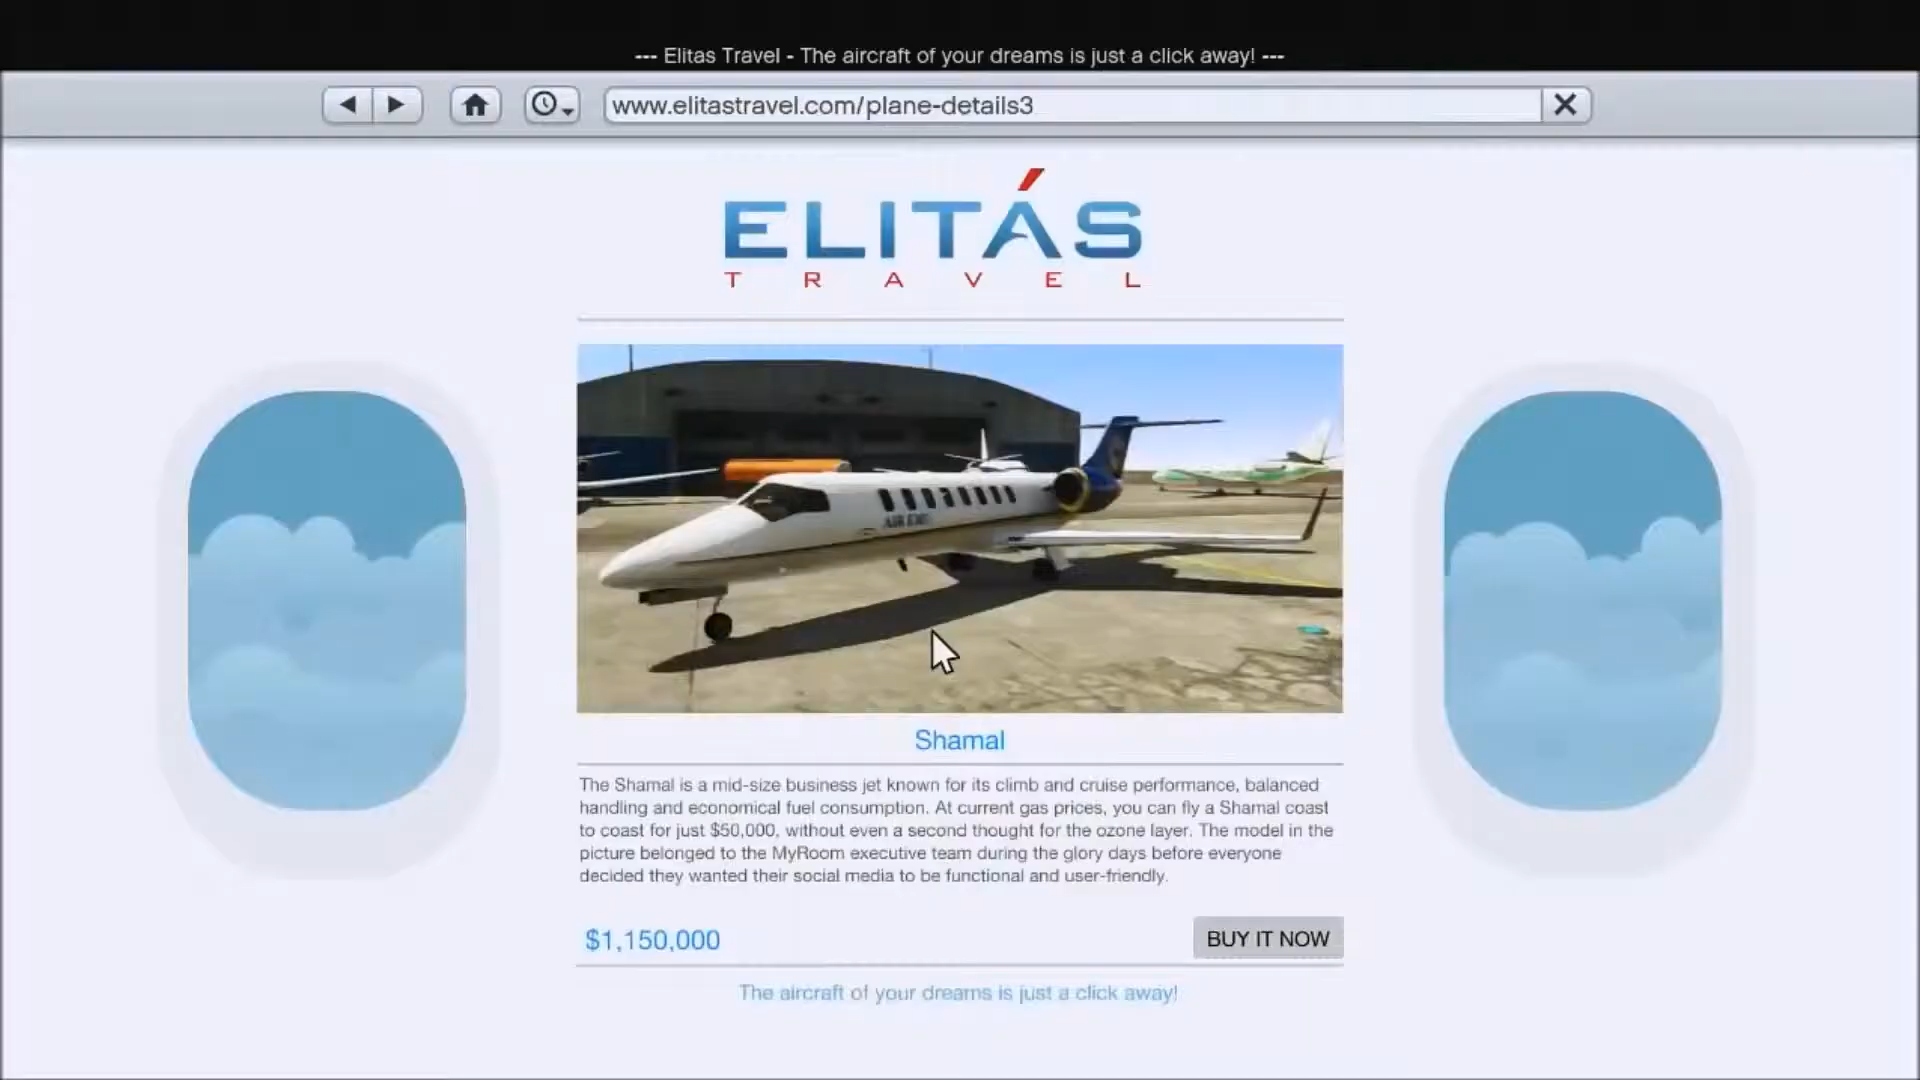 --- Elitas Travel - The aircraft of your dreams is just a click away! ---
www.elitastravel.com/plane-details3
ELITÁS
TRAVEL
Shamal
The Shamal is a mid-size business jet known for its climb and cruise performance, balanced
handling and economical fuel consumption. At current gas prices, you can fly a Shamal coast
to coast for just $50,000, without even a second thought for the ozone layer. The model in the
picture belonged to the MyRoom executive team during the glory days before everyone
decided they wanted their social media to be functional and user-friendly.
$1,150,000
BUY IT NOW
The aircraft of your dreams is just a click away!